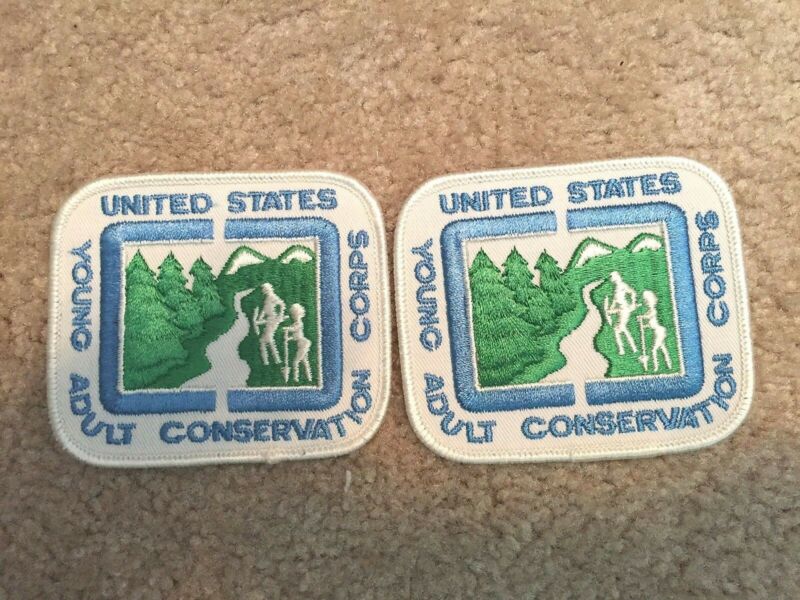 UNITED STATES
YOUNG ADULT CONSERVATION CORPS
UNITED STATES
YOUNG ADULT CONSERVATION CORPS